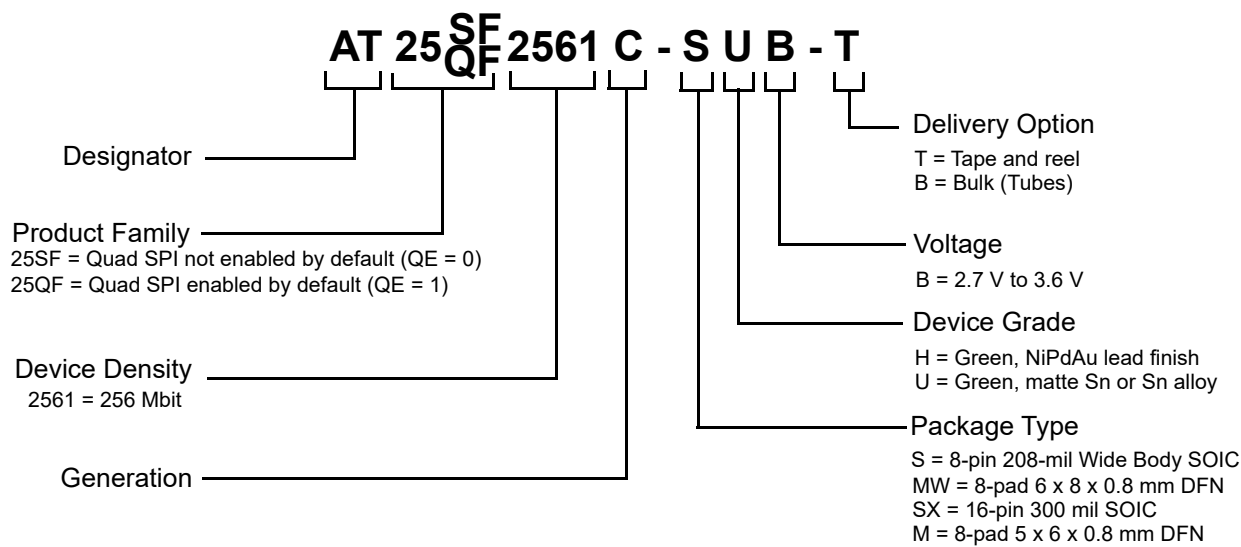 AT 25 SF QF 2561 C - S U B - T
Designator
Product Family
25SF = Quad SPI not enabled by default (QE = 0)
25QF = Quad SPI enabled by default (QE = 1)
Device Density
2561 = 256 Mbit
Generation
Delivery Option
T = Tape and reel
B = Bulk (Tubes)
Voltage
B = 2.7 V to 3.6 V
Device Grade
H = Green, NiPdAu lead finish
U = Green, matte Sn or Sn alloy
Package Type
S = 8-pin 208-mil Wide Body SOIC
MW = 8-pad 6 x 8 x 0.8 mm DFN
SX = 16-pin 300 mil SOIC
M = 8-pad 5 x 6 x 0.8 mm DFN